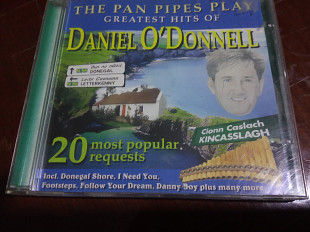 THE PAN PIPES PLAY
GREATEST HITS OF
DANIEL O'DONNELL
DONEGAL
LETTERKENNY
Clann Caslach
KINCASSLAGH
20 most popular
requests
Incl. Donegal Shore, I Need You,
Footsteps, Follow Your Dream, Danny Boy plus many more